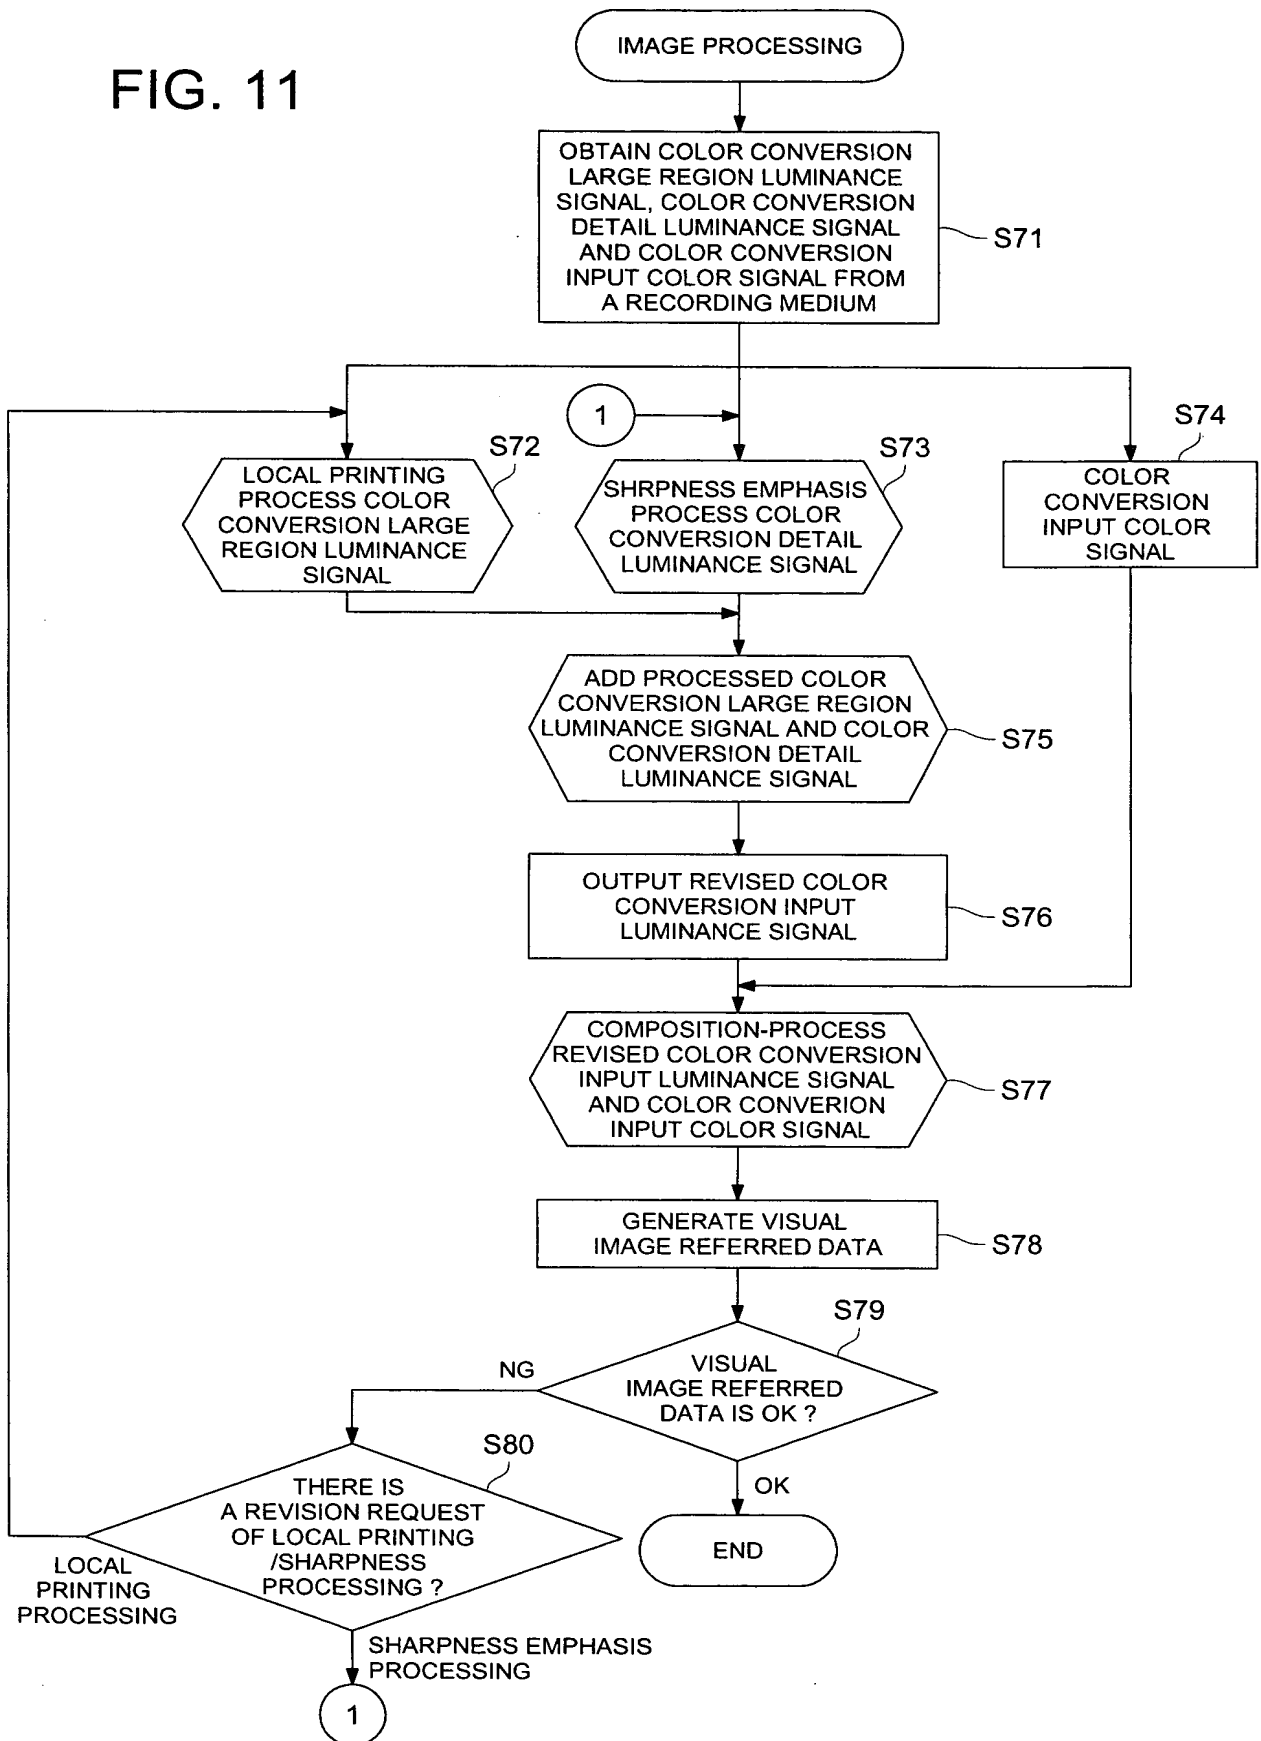 FIG. 11
IMAGE PROCESSING
OBTAIN COLOR CONVERSION
LARGE REGION LUMINANCE
SIGNAL, COLOR CONVERSION
DETAIL LUMINANCE SIGNAL
AND COLOR CONVERSION
INPUT COLOR SIGNAL FROM
A RECORDING MEDIUM
S71
1
S72
LOCAL PRINTING
PROCESS COLOR
CONVERSION LARGE
REGION LUMINANCE
SIGNAL
S73
SHRPNESS EMPHASIS
PROCESS COLOR
CONVERSION DETAIL
LUMINANCE SIGNAL
S74
COLOR
CONVERSION
INPUT COLOR
SIGNAL
ADD PROCESSED COLOR
CONVERSION LARGE REGION
LUMINANCE SIGNAL AND COLOR
CONVERSION DETAIL
LUMINANCE SIGNAL
S75
OUTPUT REVISED COLOR
CONVERSION INPUT
LUMINANCE SIGNAL
S76
COMPOSITION-PROCESS
REVISED COLOR CONVERSION
INPUT LUMINANCE SIGNAL
AND COLOR CONVERION
INPUT COLOR SIGNAL
S77
GENERATE VISUAL
IMAGE REFERRED DATA
S78
S79
VISUAL
IMAGE REFERRED
DATA IS OK ?
NG
OK
END
S80
THERE IS
A REVISION REQUEST
OF LOCAL PRINTING
/SHARPNESS
PROCESSING ?
LOCAL
PRINTING
PROCESSING
SHARPNESS EMPHASIS
PROCESSING
1